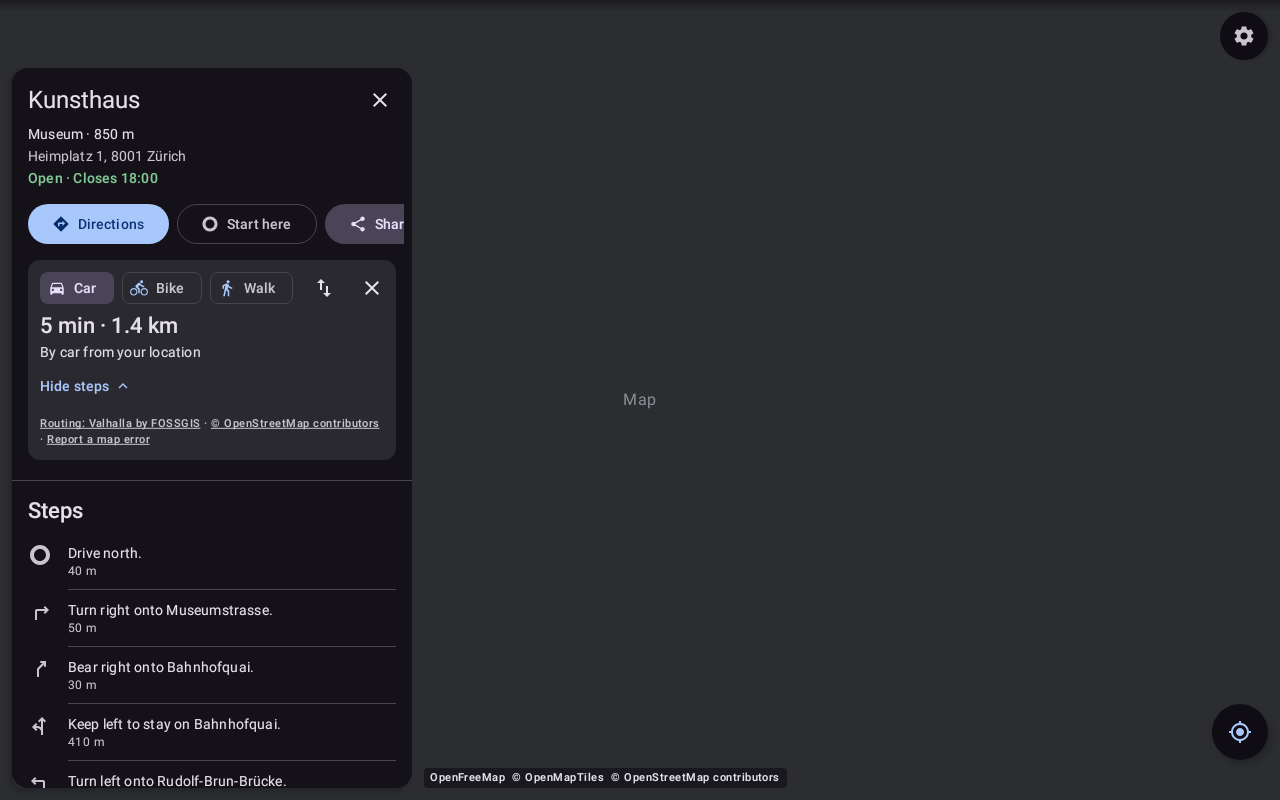 Kunsthaus
Museum · 850 m
Heimplatz 1, 8001 Zürich
Open · Closes 18:00
Directions
Start here
Shar
Car
Bike
Walk
5 min · 1.4 km
By car from your location
Hide steps
Routing: Valhalla by FOSSGIS · © OpenStreetMap contributors
· Report a map error
Steps
Drive north.
40 m
Turn right onto Museumstrasse.
50 m
Bear right onto Bahnhofquai.
30 m
Keep left to stay on Bahnhofquai.
410 m
Turn left onto Rudolf-Brun-Brücke.
Map
OpenFreeMap © OpenMapTiles © OpenStreetMap contributors